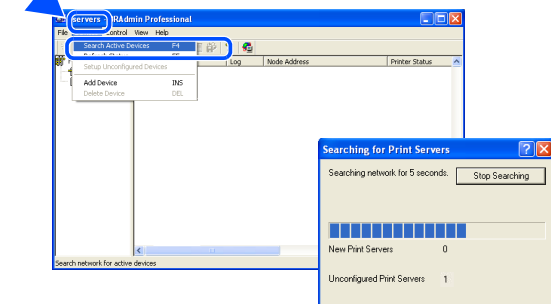 servers - BRAdmin Professional
File Control View Help
Search Active Devices F4
Setup Unconfigured Devices
Add Device INS
Delete Device DEL
Log Node Address Printer Status
Search network for active devices
Searching for Print Servers
Searching network for 5 seconds.
Stop Searching
New Print Servers 0
Unconfigured Print Servers 1